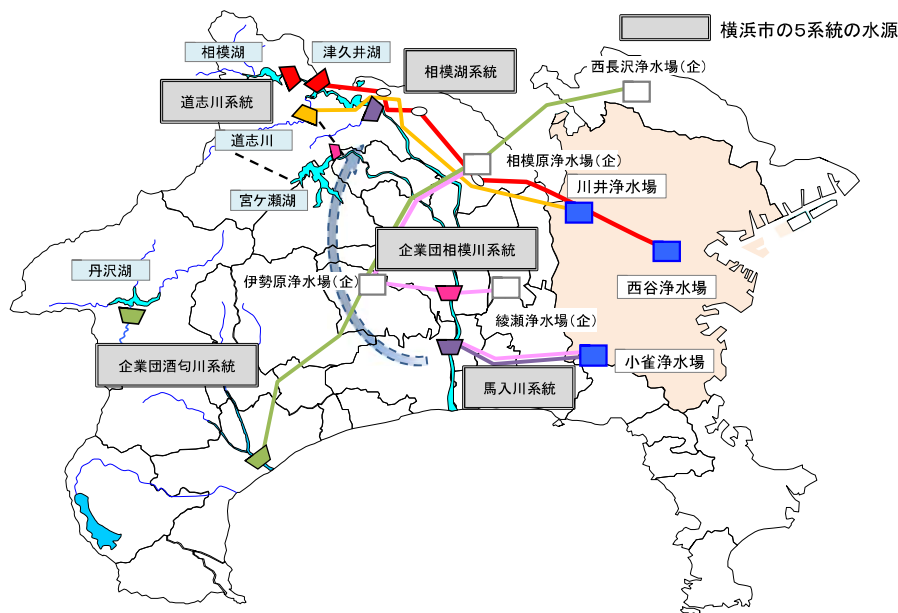 横浜市の5系統の水源
相模湖
津久井湖
相模湖系統
西長沢浄水場(企)
道志川系統
道志川
相模原浄水場(企)
川井浄水場
宮ケ瀬湖
企業団相模川系統
丹沢湖
伊勢原浄水場(企)
西谷浄水場
綾瀬浄水場(企)
企業団酒匂川系統
小雀浄水場
馬入川系統